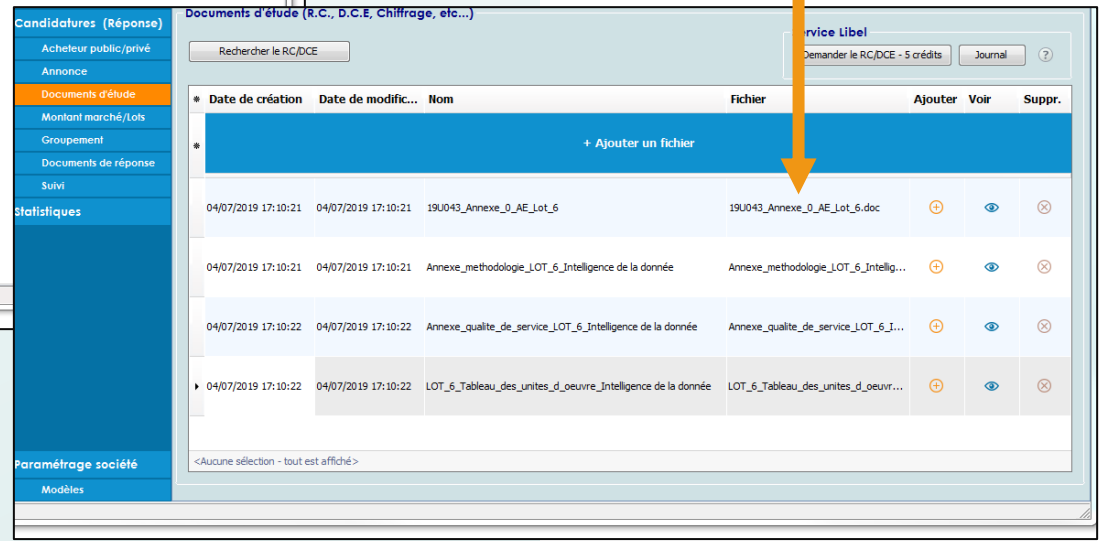 Candidatures (Réponse)
Acheteur public/privé
Annonce
Documents d'étude
Montant marché/Lots
Groupement
Documents de réponse
Suivi
Statistiques
Paramétrage société
Modèles
Documents d'étude (R.C., D.C.E, Chiffrage, etc...)
Rechercher le RC/DCE
Service Libel
Demander le RC/DCE - 5 crédits Journal ?
Date de création Date de modific... Nom Fichier Ajouter Voir Suppr.
+ Ajouter un fichier
04/07/2019 17:10:21 04/07/2019 17:10:21 19U043_Annexe_0_AE_Lot_6 19U043_Annexe_0_AE_Lot_6.doc
04/07/2019 17:10:21 04/07/2019 17:10:21 Annexe_methodologie_LOT_6_Intelligence de la donnée Annexe_methodologie_LOT_6_Intellig...
04/07/2019 17:10:22 04/07/2019 17:10:22 Annexe_qualite_de_service_LOT_6_Intelligence de la donnée Annexe_qualite_de_service_LOT_6_I...
04/07/2019 17:10:22 04/07/2019 17:10:22 LOT_6_Tableau_des_unites_d_oeuvre_Intelligence de la donnée LOT_6_Tableau_des_unites_d_oeuvr...
<Aucune sélection - tout est affiché>